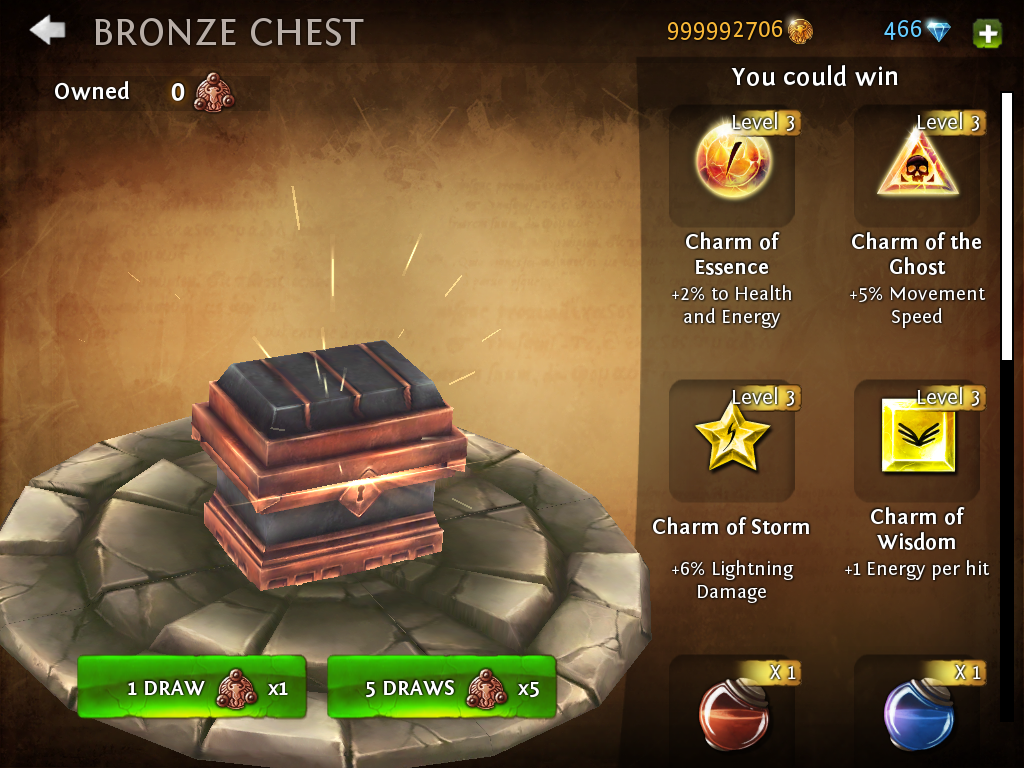 BRONZE CHEST
999992706
466
Owned 0
You could win
Level 3
Level 3
Charm of
Essence
+2% to Health
and Energy
Charm of the
Ghost
+5% Movement
Speed
Level 3
Level 3
Charm of Storm
+6% Lightning
Damage
Charm of
Wisdom
+1 Energy per hit
X 1
X 1
1 DRAW x1
5 DRAWS x5